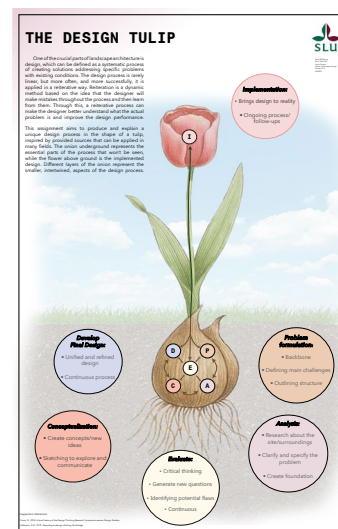 THE DESIGN TULIP
SLU
One of the crucial parts of landscape architecture is
design, which can be defined as a systematic process
of creating solutions addressing specific problems
with existing conditions. The design process is rarely
linear, but more often, and more successfully, it is
applied in a reiterative way. Reiteration is a dynamic
method based on the idea that the designer will
make mistakes throughout the process and then learn
from them. Through this, a reiterative process can
make the designer better understand what the actual
problem is and improve the design performance.
This assignment aims to produce and explain a
unique design process in the shape of a tulip,
inspired by provided sources that can be applied in
many fields. The onion underground represents the
essential parts of the process that won't be seen,
while the flower above ground is the implemented
design. Different layers of the onion represent the
smaller, intertwined, aspects of the design process.
Implementation:
• Brings design to reality
• Ongoing process/
follow-ups
I
Develop
Final Design:
• Unified and refined
design
• Continuous process
D
P
E
C
A
Problem
formulation:
• Backbone
• Defining main challenges
• Outlining structure
Conceptualization:
• Create concepts/new
ideas
• Sketching to explore and
communicate
Analysis:
• Research about the
site/surroundings
• Clarify and specify the
problem
• Create foundation
Evaluate:
• Critical thinking
• Generate new questions
• Identifying potential flaws
• Continuous